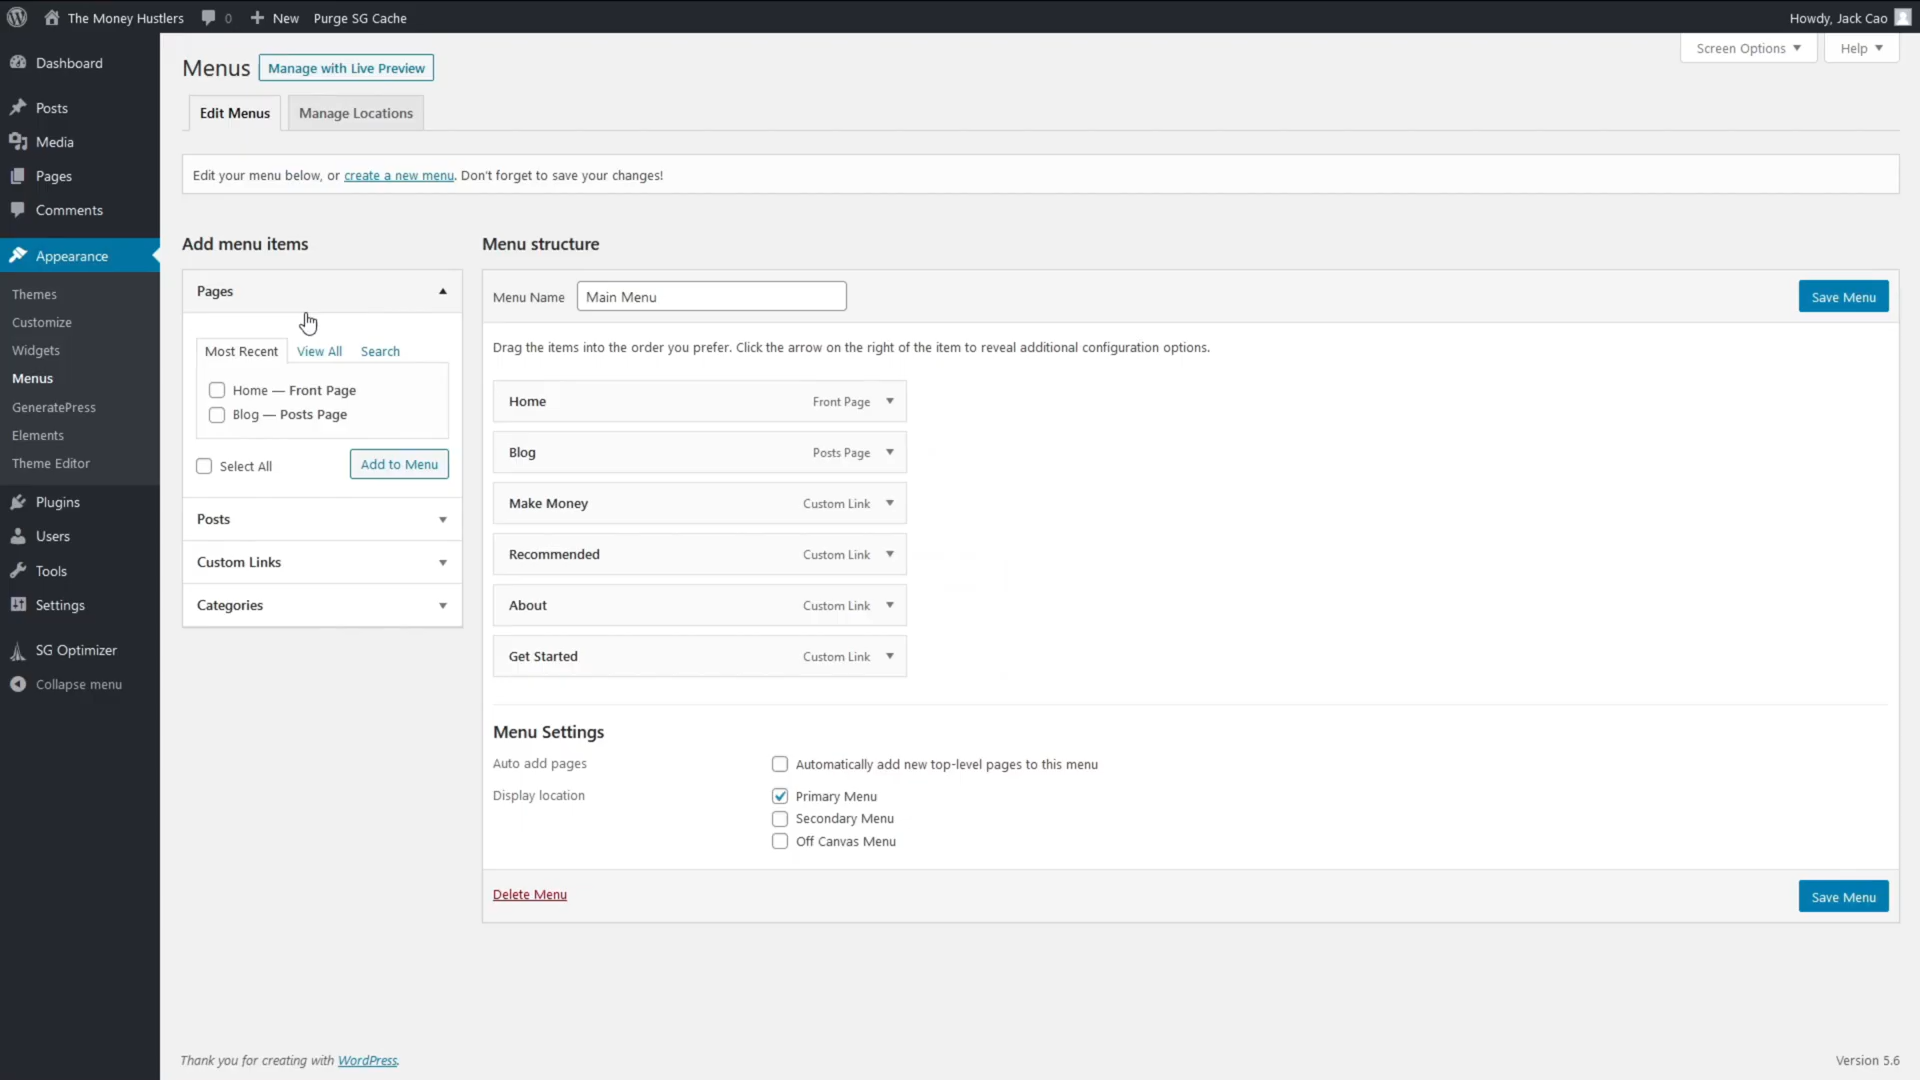 The Money Hustlers 0 New Purge SG Cache Howdy, Jack Cao
Screen Options Help
Dashboard
Posts
Media
Pages
Comments
Appearance
Themes
Customize
Widgets
Menus
GeneratePress
Elements
Theme Editor
Plugins
Users
Tools
Settings
SG Optimizer
Collapse menu
Menus Manage with Live Preview
Edit Menus Manage Locations
Edit your menu below, or create a new menu. Don't forget to save your changes!
Add menu items
Pages
Most Recent View All Search
Home — Front Page
Blog — Posts Page
Select All Add to Menu
Posts
Custom Links
Categories
Menu structure
Menu Name Main Menu Save Menu
Drag the items into the order you prefer. Click the arrow on the right of the item to reveal additional configuration options.
Home Front Page
Blog Posts Page
Make Money Custom Link
Recommended Custom Link
About Custom Link
Get Started Custom Link
Menu Settings
Auto add pages Automatically add new top-level pages to this menu
Display location Primary Menu
Secondary Menu
Off Canvas Menu
Delete Menu Save Menu
Thank you for creating with WordPress. Version 5.6